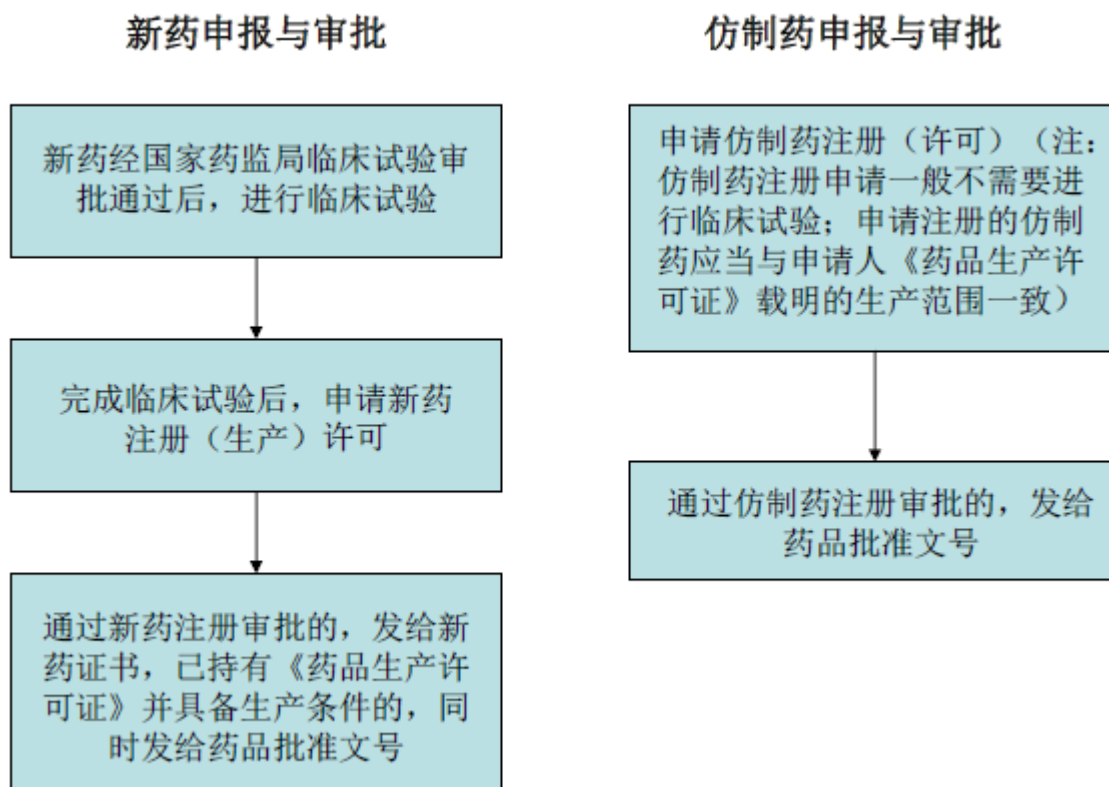 新药申报与审批
新药经国家药监局临床试验审
批通过后，进行临床试验
完成临床试验后，申请新药
注册（生产）许可
通过新药注册审批的，发给新
药证书，已持有《药品生产许
可证》并具备生产条件的，同
时发给药品批准文号
仿制药申报与审批
申请仿制药注册（许可）（注：
仿制药注册申请一般不需要进
行临床试验；申请注册的仿制
药应当与申请人《药品生产许
可证》载明的生产范围一致）
通过仿制药注册审批的，发给
药品批准文号